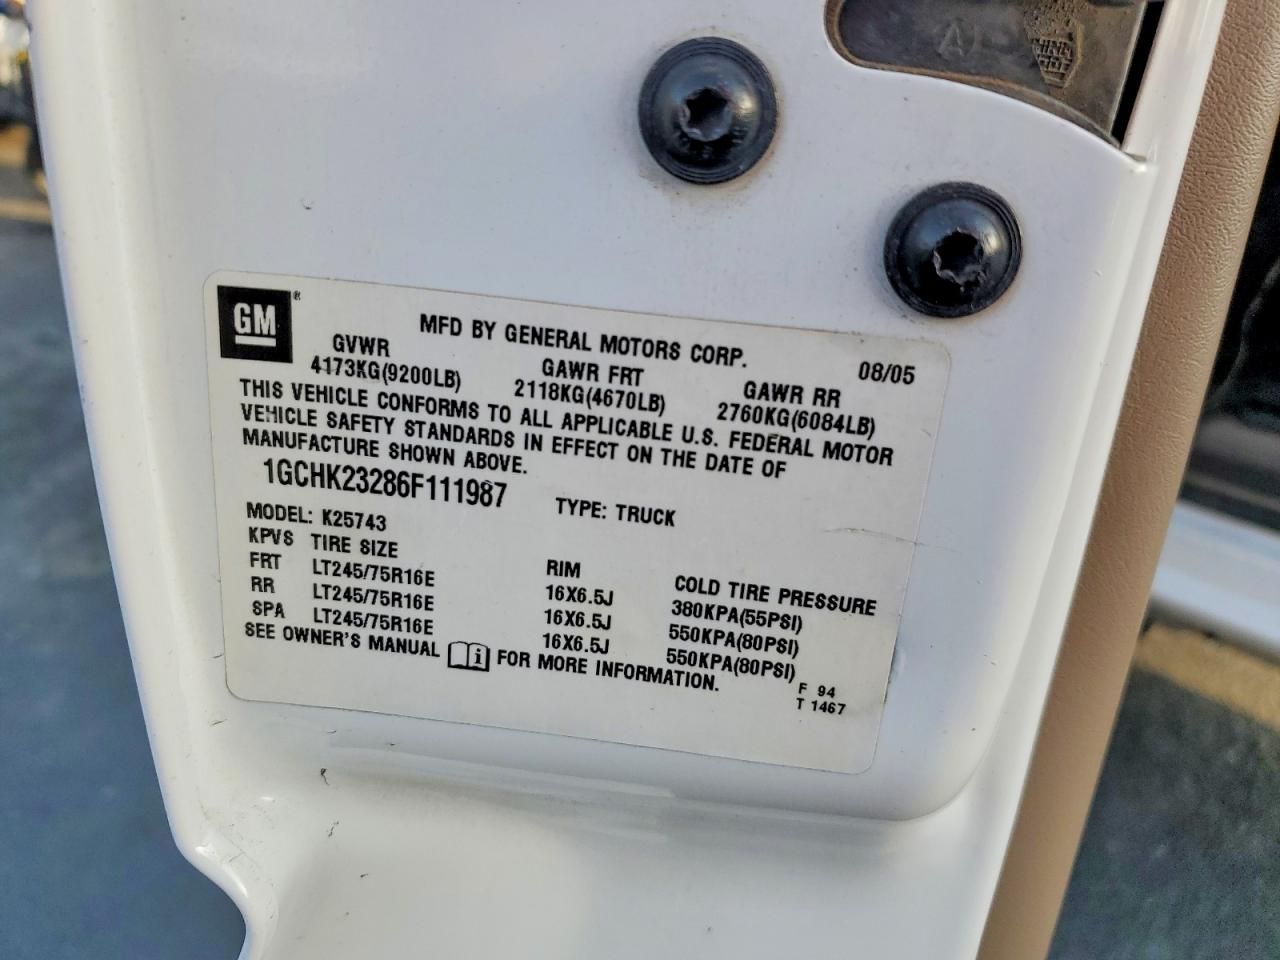 GM ®
MFD BY GENERAL MOTORS CORP.
08/05
GVWR GAWR FRT GAWR RR
4173KG(9200LB) 2118KG(4670LB) 2760KG(6084LB)
THIS VEHICLE CONFORMS TO ALL APPLICABLE U.S. FEDERAL MOTOR
VEHICLE SAFETY STANDARDS IN EFFECT ON THE DATE OF
MANUFACTURE SHOWN ABOVE.
1GCHK23286F111987 TYPE: TRUCK
MODEL: K25743
KPVS TIRE SIZE RIM COLD TIRE PRESSURE
FRT LT245/75R16E 16X6.5J 380KPA(55PSI)
RR LT245/75R16E 16X6.5J 550KPA(80PSI)
SPA LT245/75R16E 16X6.5J 550KPA(80PSI)
SEE OWNER'S MANUAL i FOR MORE INFORMATION.
F 94
T 1467